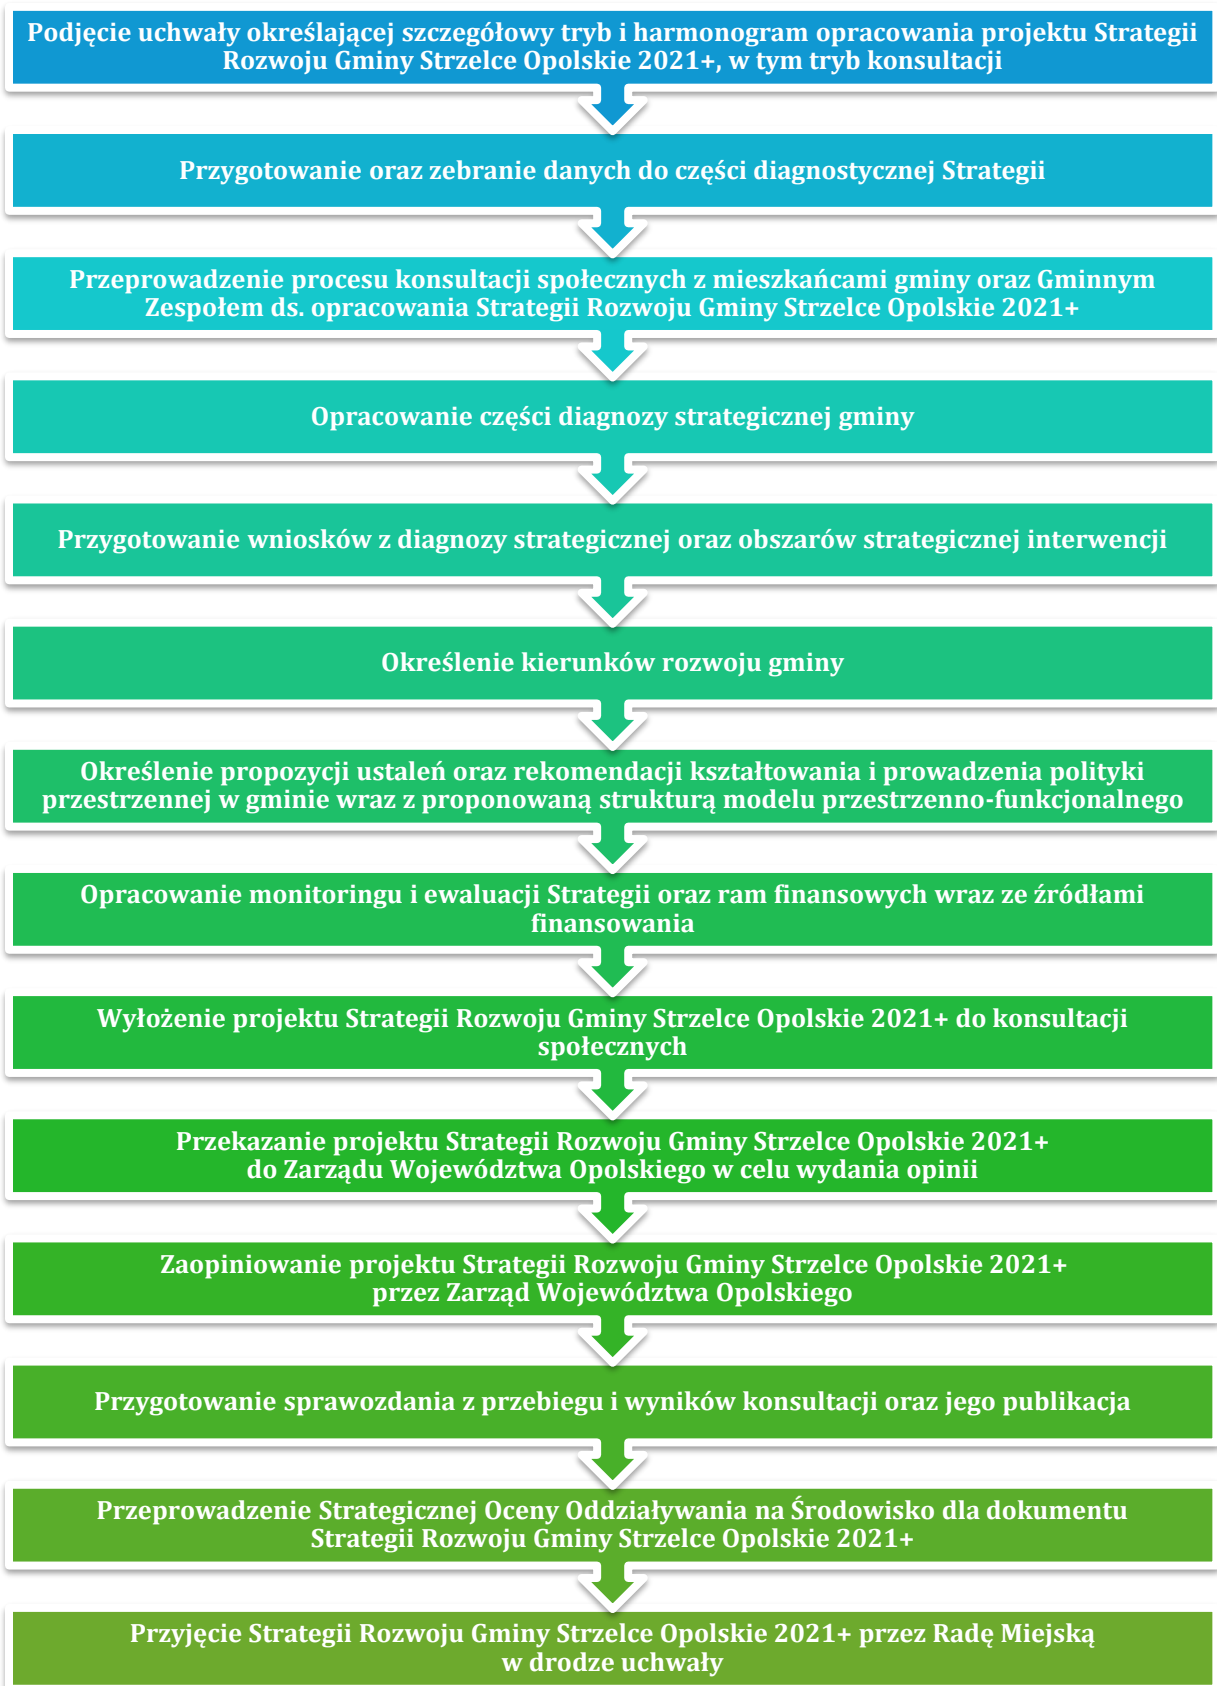 Podjęcie uchwały określającej szczegółowy tryb i harmonogram opracowania projektu Strategii
Rozwoju Gminy Strzelce Opolskie 2021+, w tym tryb konsultacji
Przygotowanie oraz zebranie danych do części diagnostycznej Strategii
Przeprowadzenie procesu konsultacji społecznych z mieszkańcami gminy oraz Gminnym
Zespołem ds. opracowania Strategii Rozwoju Gminy Strzelce Opolskie 2021+
Opracowanie części diagnozy strategicznej gminy
Przygotowanie wniosków z diagnozy strategicznej oraz obszarów strategicznej interwencji
Określenie kierunków rozwoju gminy
Określenie propozycji ustaleń oraz rekomendacji kształtowania i prowadzenia polityki
przestrzennej w gminie wraz z proponowaną strukturą modelu przestrzenno-funkcjonalnego
Opracowanie monitoringu i ewaluacji Strategii oraz ram finansowych wraz ze źródłami
finansowania
Wyłożenie projektu Strategii Rozwoju Gminy Strzelce Opolskie 2021+ do konsultacji
społecznych
Przekazanie projektu Strategii Rozwoju Gminy Strzelce Opolskie 2021+
do Zarządu Województwa Opolskiego w celu wydania opinii
Zaopiniowanie projektu Strategii Rozwoju Gminy Strzelce Opolskie 2021+
przez Zarząd Województwa Opolskiego
Przygotowanie sprawozdania z przebiegu i wyników konsultacji oraz jego publikacja
Przeprowadzenie Strategicznej Oceny Oddziaływania na Środowisko dla dokumentu
Strategii Rozwoju Gminy Strzelce Opolskie 2021+
Przyjęcie Strategii Rozwoju Gminy Strzelce Opolskie 2021+ przez Radę Miejską
w drodze uchwały